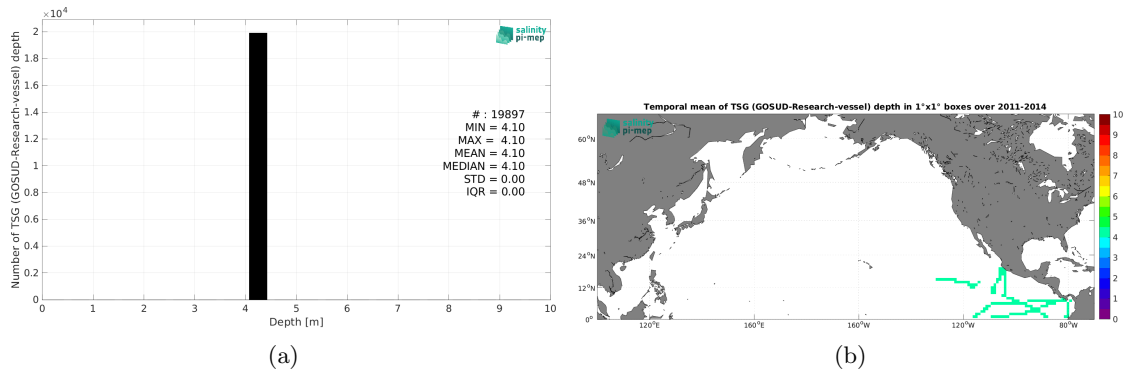 ×10⁴
2
1.8
1.6
1.4
1.2
1
0.8
0.6
0.4
0.2
0
Number of TSG (GOSUD-Research-vessel) depth
salinity
pi-mep
# : 19897
MIN = 4.10
MAX = 4.10
MEAN = 4.10
MEDIAN = 4.10
STD = 0.00
IQR = 0.00
0 1 2 3 4 5 6 7 8 9 10
Depth [m]
(a)
Temporal mean of TSG (GOSUD-Research-vessel) depth in 1°x1° boxes over 2011-2014
salinity
pi-mep
60°N
48°N
36°N
24°N
12°N
0°
120°E 160°E 160°W 120°W 80°W
10
9
8
7
6
5
4
3
2
1
0
(b)